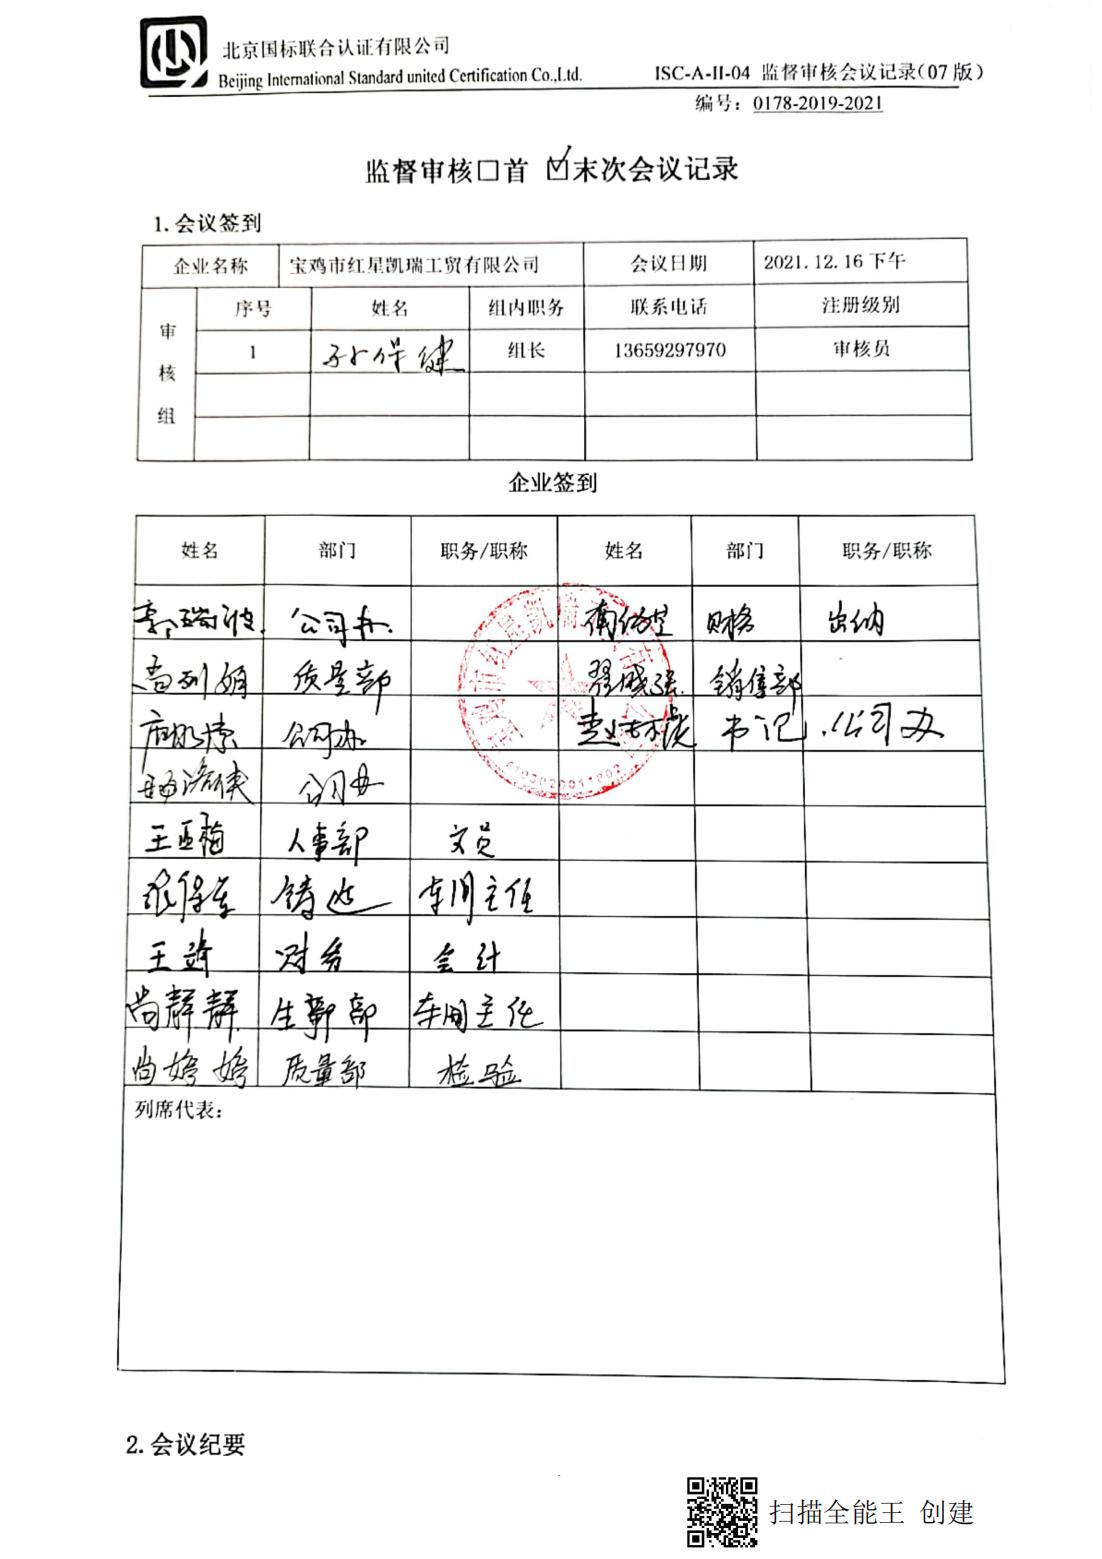 北京国标联合认证有限公司
Beijing International Standard united Certification Co.,Ltd.
ISC-A-II-04 监督审核会议记录(07 版)
编号：0178-2019-2021
监督审核□首 ☑末次会议记录
1.会议签到
企业名称 宝鸡市红星凯瑞工贸有限公司 会议日期 2021.12.16下午
审核组 序号 姓名 组内职务 联系电话 注册级别
1 孙保健 组长 13659297970 审核员
企业签到
姓名 部门 职务/职称 姓名 部门 职务/职称
公司办 财务 出纳
质量部 销售部
公司办 书记 公司办
公司办
王亚梅 人事部 文员
铸造 车间主任
王 财务 会计
尚群群 生部 车间主任
尚婷婷 质量部 检验
列席代表：
2.会议纪要
扫描全能王 创建